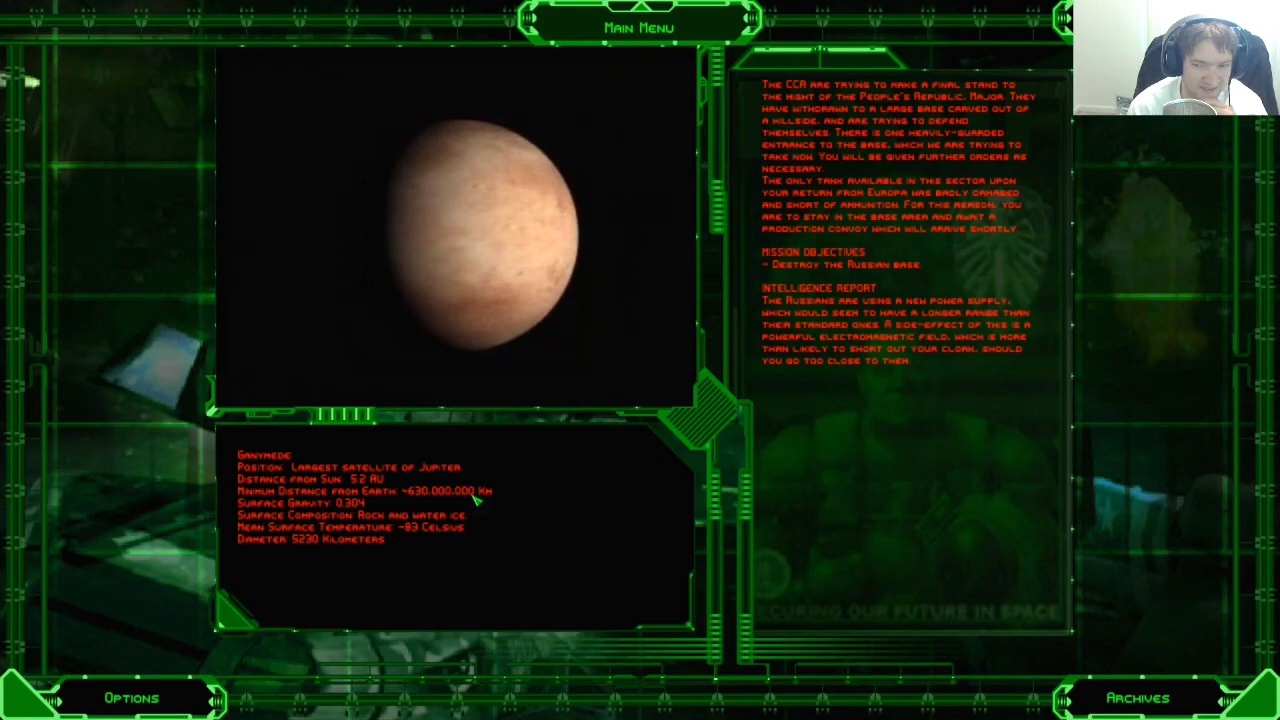 Main Menu
The CCA are trying to make a final stand to
the might of the People's Republic, Major. They
have withdrawn to a large base carved out of
a hillside, and are trying to defend
themselves. There is one heavily-guarded
entrance to the base, which we are trying to
take now. You will be given further orders as
necessary.
The only tank available in this sector upon
your return from Europa was badly damaged
and short of ammunition. For this reason, you
are to stay in the base area and await a
production convoy which will arrive shortly.
Mission Objectives
- Destroy the Russian base.
Intelligence Report
The Russians are using a new power supply,
which would seem to have a longer range than
their standard ones. A side-effect of this is a
powerful electromagnetic field, which is more
than likely to short out your cloak, should
you go too close to them.
Ganymede
Position: Largest satellite of Jupiter
Distance from Sun: 5.2 AU
Minimum Distance from Earth: ~630,000,000 Km
Surface Gravity: 0.304
Surface Composition: Rock and water ice.
Mean Surface Temperature: -83 Celsius
Diameter: 5230 Kilometers
ECURING OUR FUTURE IN SPACE
Options
Archives